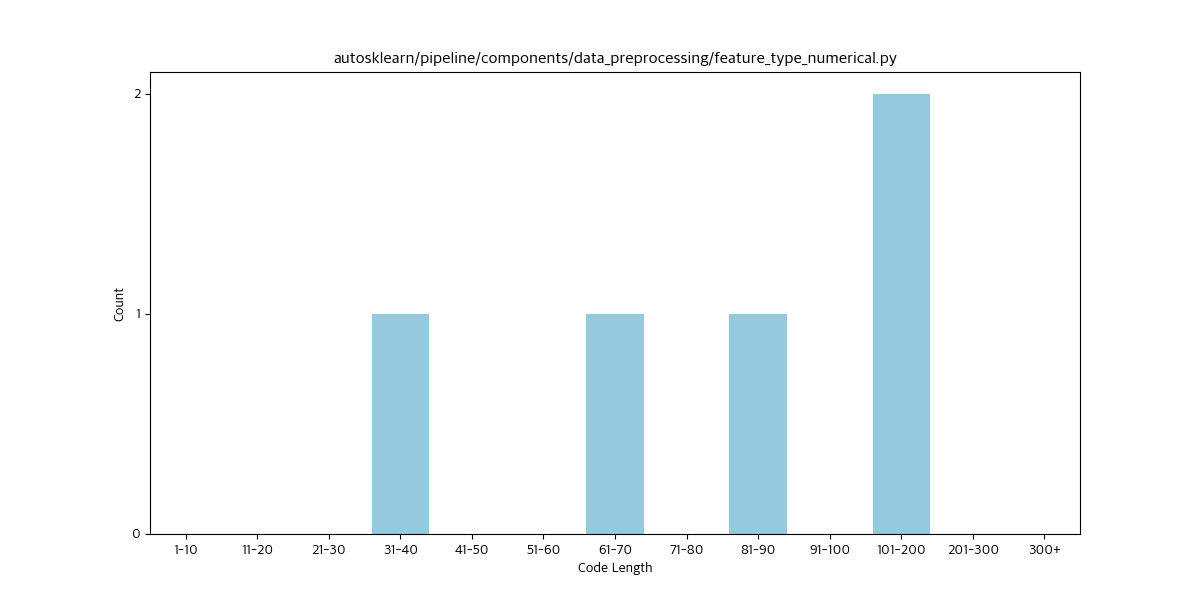 autosklearn/pipeline/components/data_preprocessing/feature_type_numerical.py
2
1
0
Count
1-10 11-20 21-30 31-40 41-50 51-60 61-70 71-80 81-90 91-100 101-200 201-300 300+
Code Length